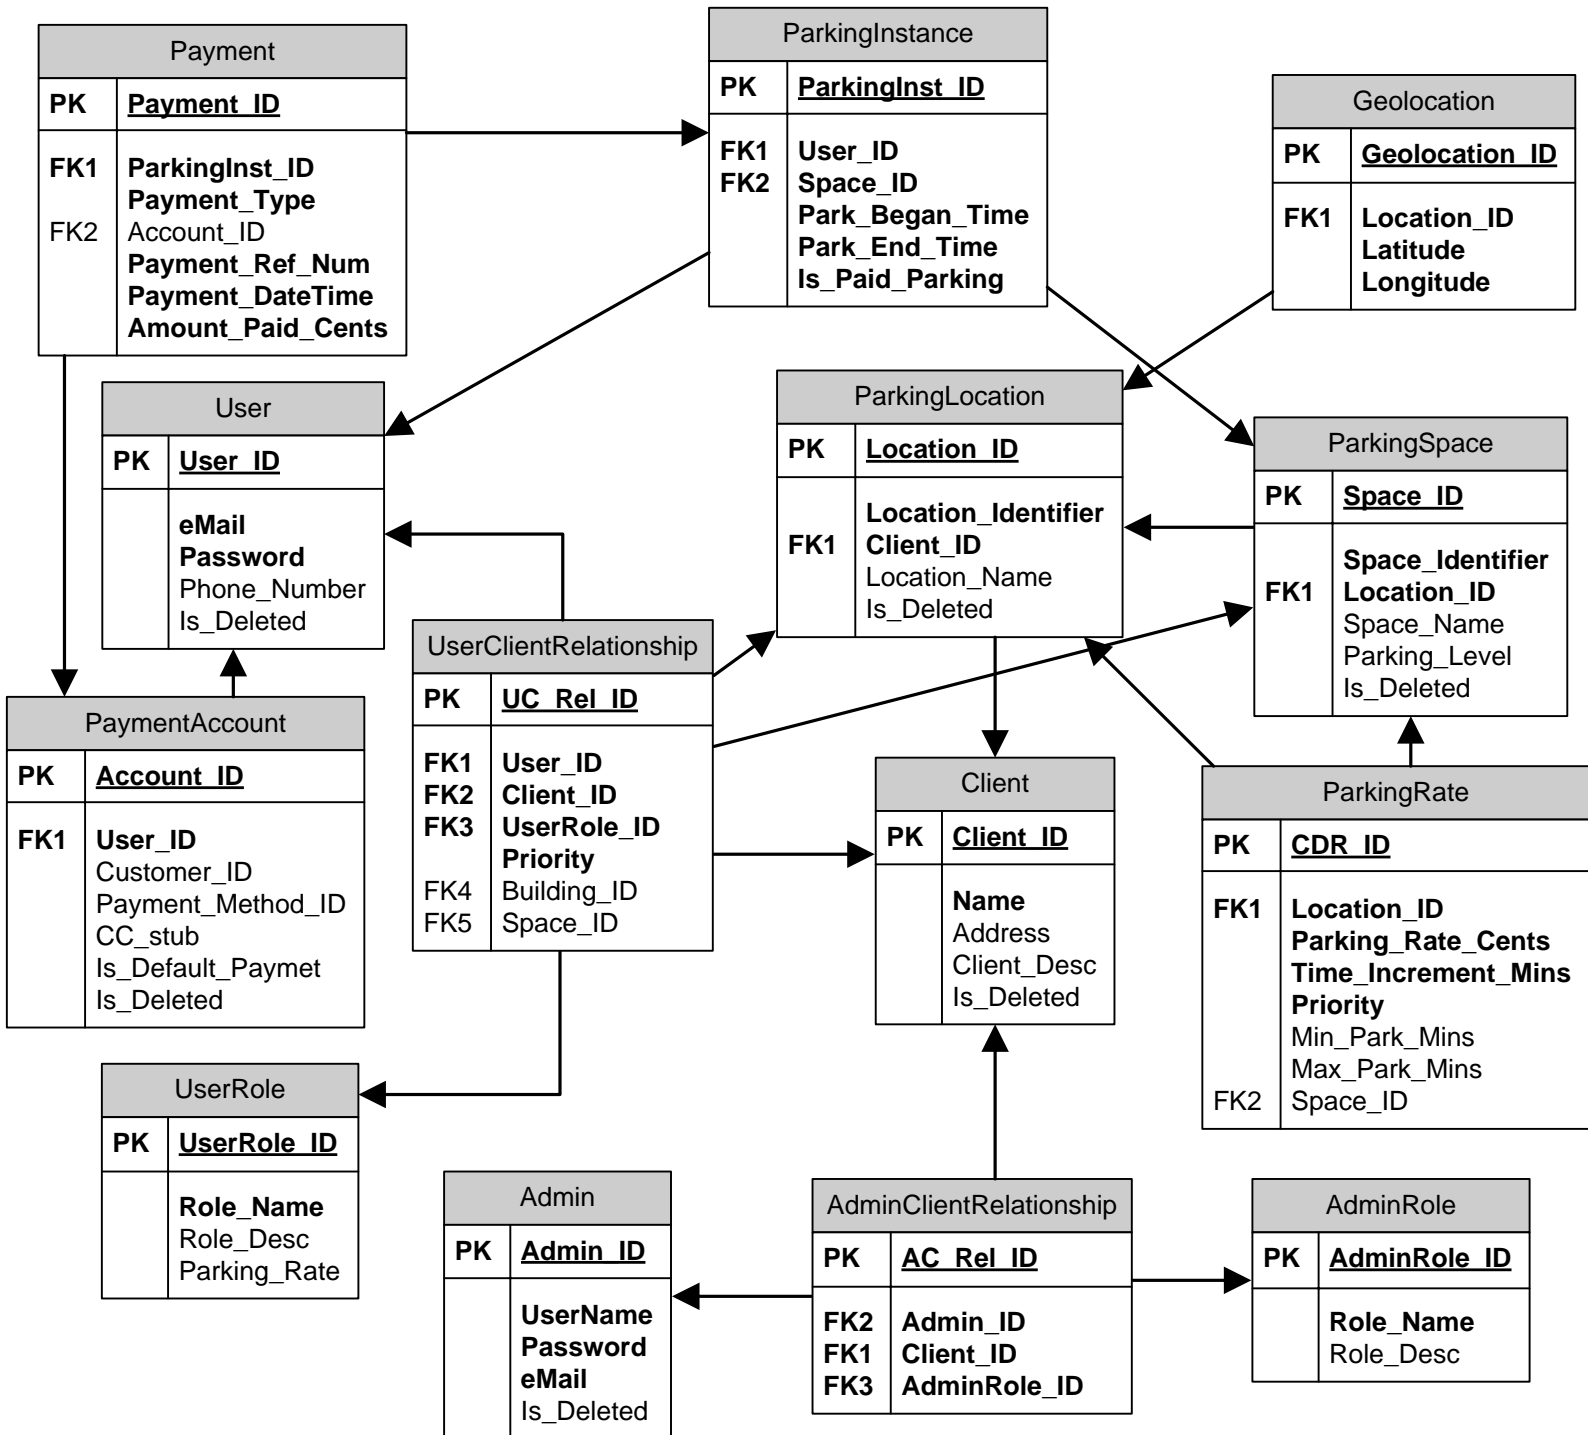 Payment
PK Payment_ID
FK1 ParkingInst_ID
Payment_Type
FK2 Account_ID
Payment_Ref_Num
Payment_DateTime
Amount_Paid_Cents
ParkingInstance
PK ParkingInst_ID
FK1 User_ID
FK2 Space_ID
Park_Began_Time
Park_End_Time
Is_Paid_Parking
Geolocation
PK Geolocation_ID
FK1 Location_ID
Latitude
Longitude
User
PK User_ID
eMail
Password
Phone_Number
Is_Deleted
ParkingLocation
PK Location_ID
Location_Identifier
FK1 Client_ID
Location_Name
Is_Deleted
ParkingSpace
PK Space_ID
Space_Identifier
FK1 Location_ID
Space_Name
Parking_Level
Is_Deleted
UserClientRelationship
PK UC_Rel_ID
FK1 User_ID
FK2 Client_ID
FK3 UserRole_ID
Priority
FK4 Building_ID
FK5 Space_ID
PaymentAccount
PK Account_ID
FK1 User_ID
Customer_ID
Payment_Method_ID
CC_stub
Is_Default_Paymet
Is_Deleted
Client
PK Client_ID
Name
Address
Client_Desc
Is_Deleted
ParkingRate
PK CDR_ID
FK1 Location_ID
Parking_Rate_Cents
Time_Increment_Mins
Priority
Min_Park_Mins
Max_Park_Mins
FK2 Space_ID
UserRole
PK UserRole_ID
Role_Name
Role_Desc
Parking_Rate
Admin
PK Admin_ID
UserName
Password
eMail
Is_Deleted
AdminClientRelationship
PK AC_Rel_ID
FK2 Admin_ID
FK1 Client_ID
FK3 AdminRole_ID
AdminRole
PK AdminRole_ID
Role_Name
Role_Desc